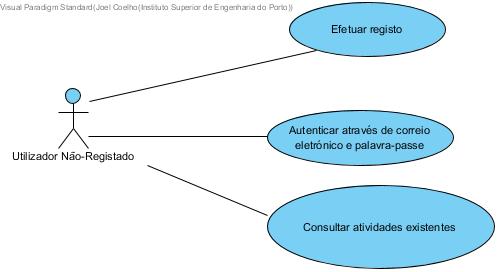 Visual Paradigm Standard(Joel Coelho(Instituto Superior de Engenharia do Porto))
Efetuar registo
Autenticar através de correio
eletrónico e palavra-passe
Utilizador Não-Registado
Consultar atividades existentes